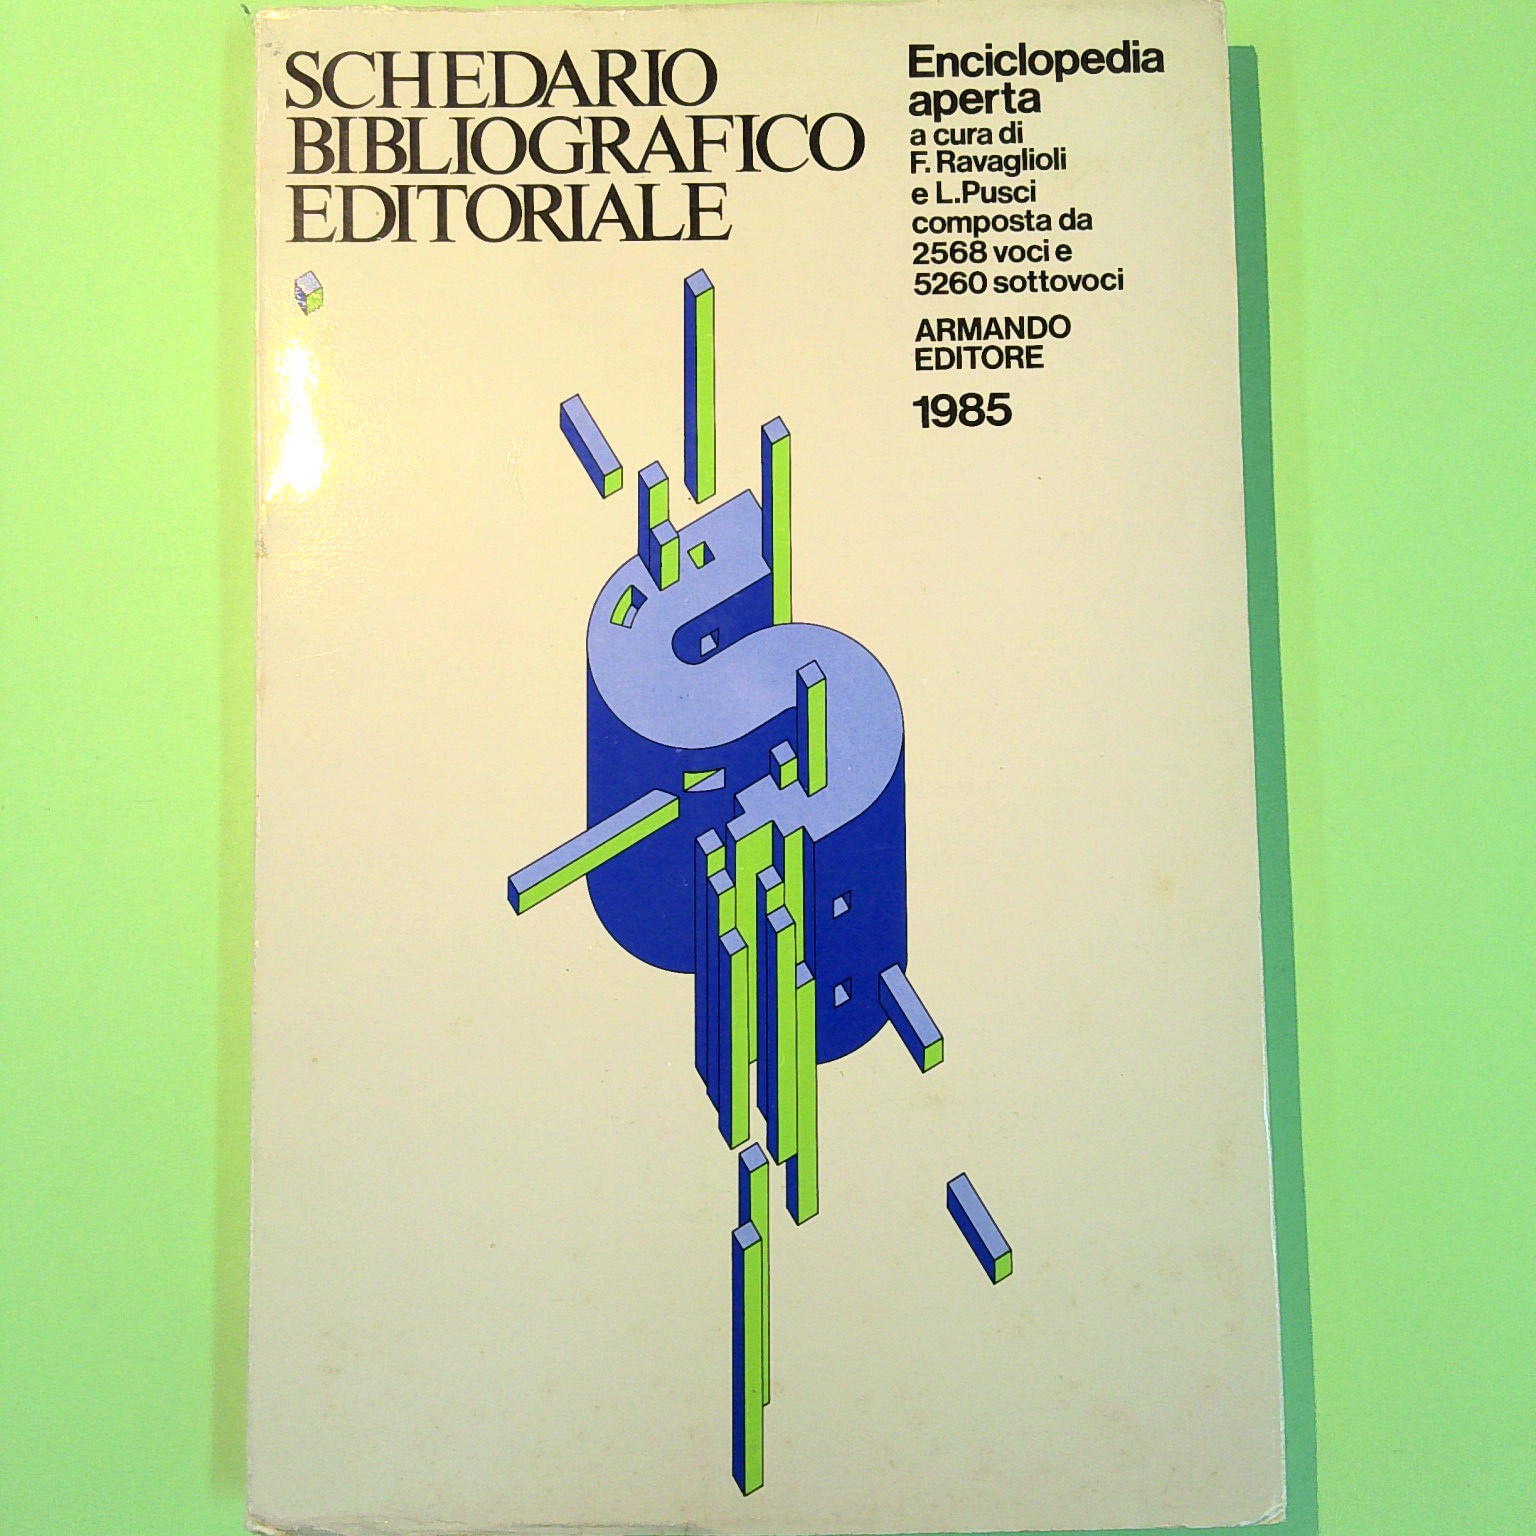 SCHEDARIO
BIBLIOGRAFICO
EDITORIALE
Enciclopedia
aperta
a cura di
F. Ravaglioli
e L.Pusci
composta da
2568 voci e
5260 sottovoci
ARMANDO
EDITORE
1985